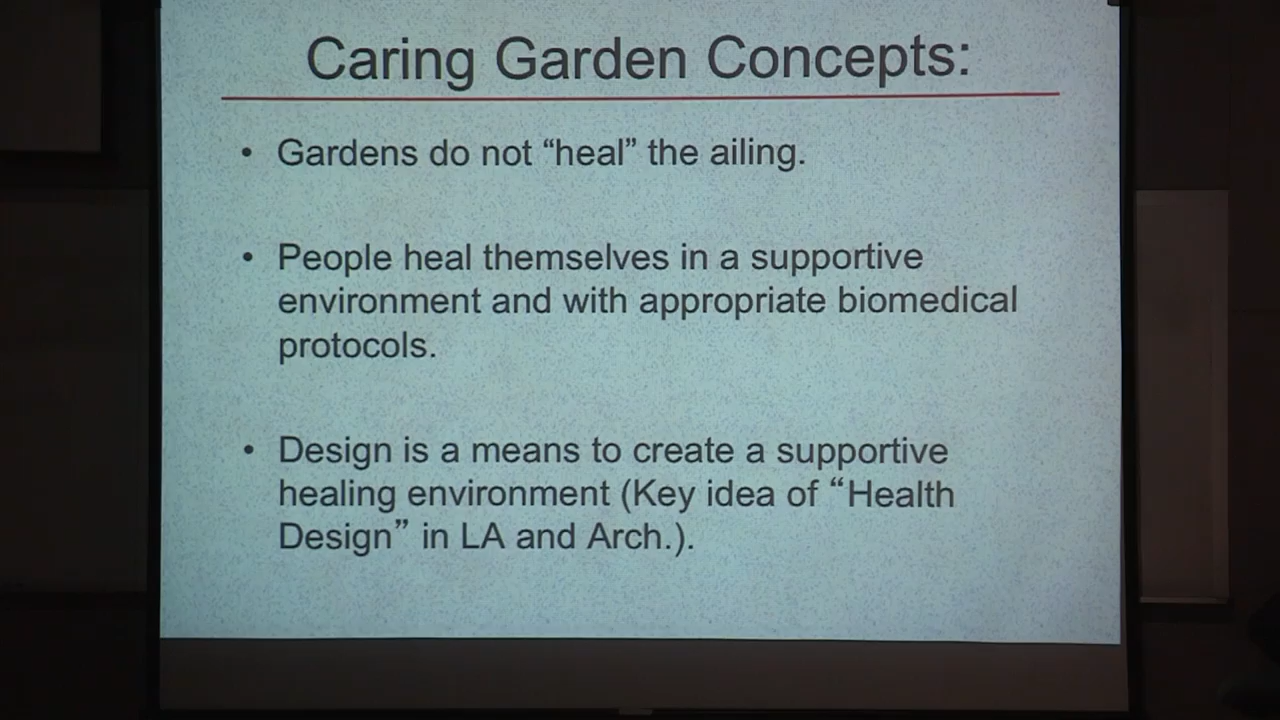 Caring Garden Concepts:
• Gardens do not “heal” the ailing.
• People heal themselves in a supportive
environment and with appropriate biomedical
protocols.
• Design is a means to create a supportive
healing environment (Key idea of “Health
Design” in LA and Arch.).